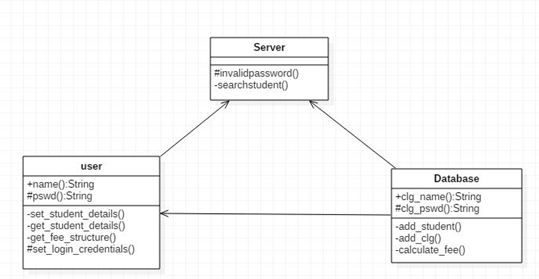 Server
#invalidpassword()
-searchstudent()
user
+name():String
#pswd():String
-set_student_details()
-get_student_details()
-get_fee_structure()
#set_login_credentials()
Database
+clg_name():String
#clg_pswd():String
-add_student()
-add_clg()
-calculate_fee()